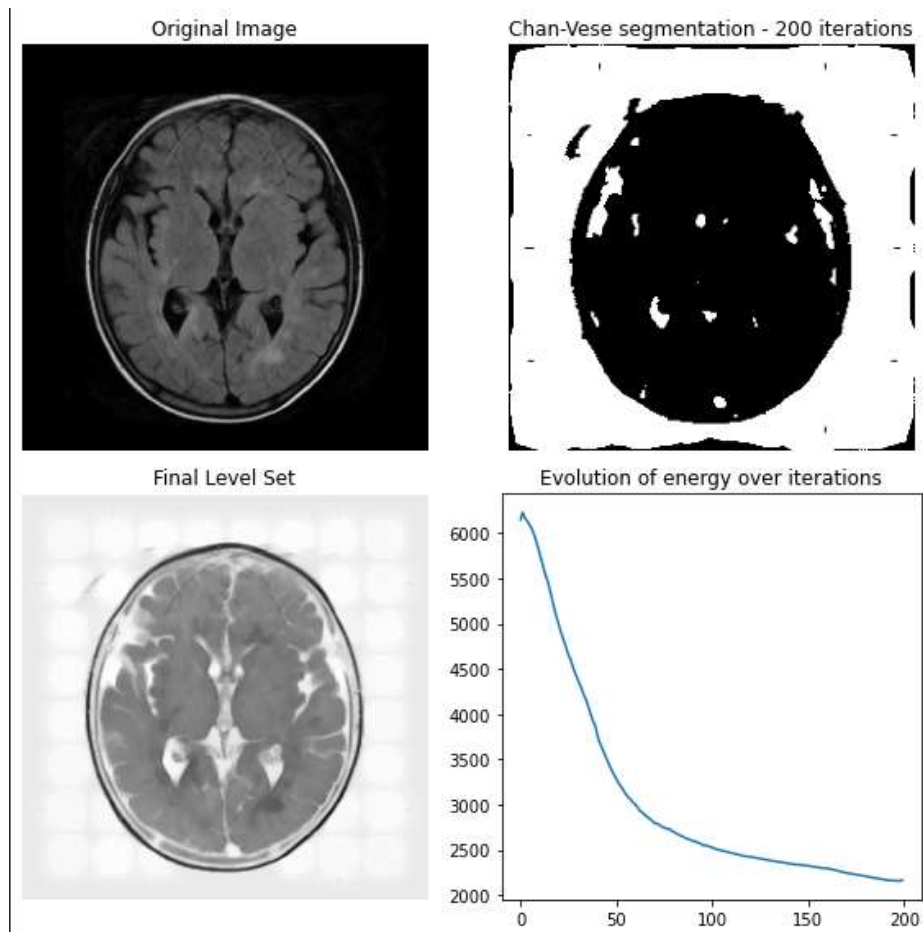 Original Image
Chan-Vese segmentation - 200 iterations
Final Level Set
Evolution of energy over iterations
6000
5500
5000
4500
4000
3500
3000
2500
2000
0 50 100 150 200